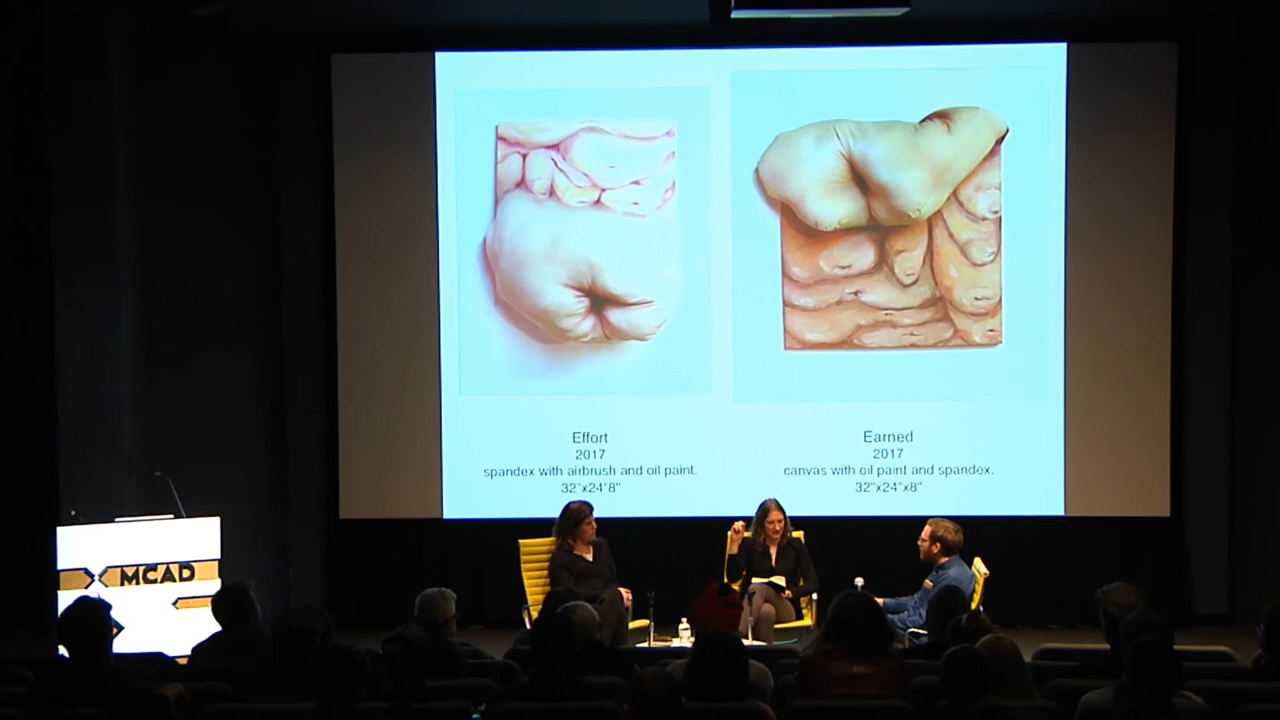 Effort
2017
spandex with airbrush and oil paint.
32"x24"8"
Earned
2017
canvas with oil paint and spandex.
32"x24"x8"
MCAD